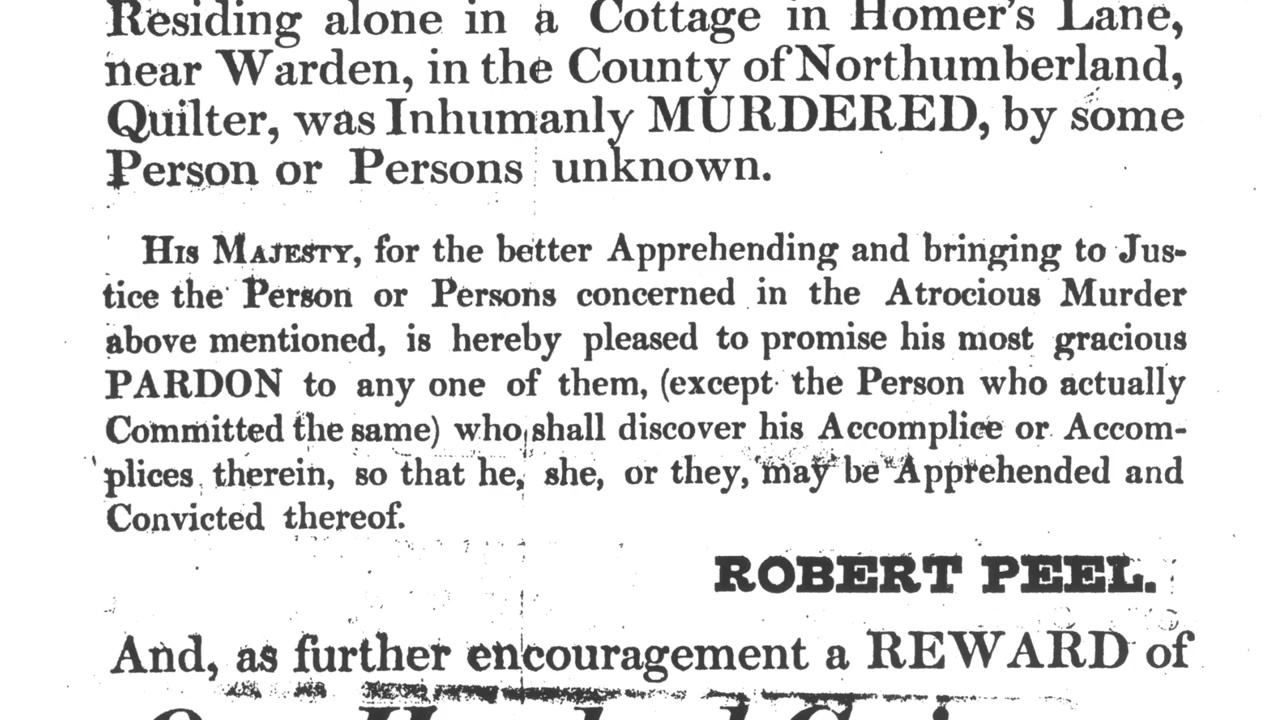 Residing alone in a Cottage in Homer's Lane,
near Warden, in the County of Northumberland,
Quilter, was Inhumanly MURDERED, by some
Person or Persons unknown.
HIS MAJESTY, for the better Apprehending and bringing to Jus-
tice the Person or Persons concerned in the Atrocious Murder
above mentioned, is hereby pleased to promise his most gracious
PARDON to any one of them, (except the Person who actually
Committed the same) who shall discover his Accomplice or Accom-
plices therein, so that he, she, or they, may be Apprehended and
Convicted thereof.
ROBERT PEEL.
And, as further encouragement a REWARD of